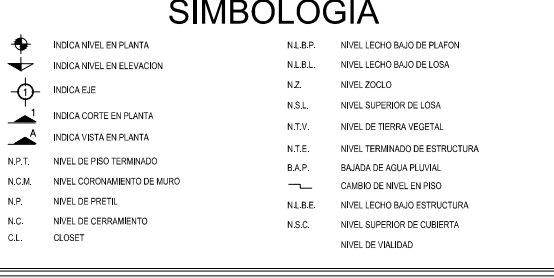 SIMBOLOGIA
INDICA NIVEL EN PLANTA
INDICA NIVEL EN ELEVACION
1 INDICA EJE
1 INDICA CORTE EN PLANTA
A INDICA VISTA EN PLANTA
N.P.T. NIVEL DE PISO TERMINADO
N.C.M. NIVEL CORONAMIENTO DE MURO
N.P. NIVEL DE PRETIL
N.C. NIVEL DE CERRAMIENTO
C.L. CLOSET
N.L.B.P. NIVEL LECHO BAJO DE PLAFON
N.L.B.L. NIVEL LECHO BAJO DE LOSA
N.Z. NIVEL ZOCLO
N.S.L. NIVEL SUPERIOR DE LOSA
N.T.V. NIVEL DE TIERRA VEGETAL
N.T.E. NIVEL TERMINADO DE ESTRUCTURA
B.A.P. BAJADA DE AGUA PLUVIAL
CAMBIO DE NIVEL EN PISO
N.L.B.E. NIVEL LECHO BAJO ESTRUCTURA
N.S.C. NIVEL SUPERIOR DE CUBIERTA
NIVEL DE VIALIDAD